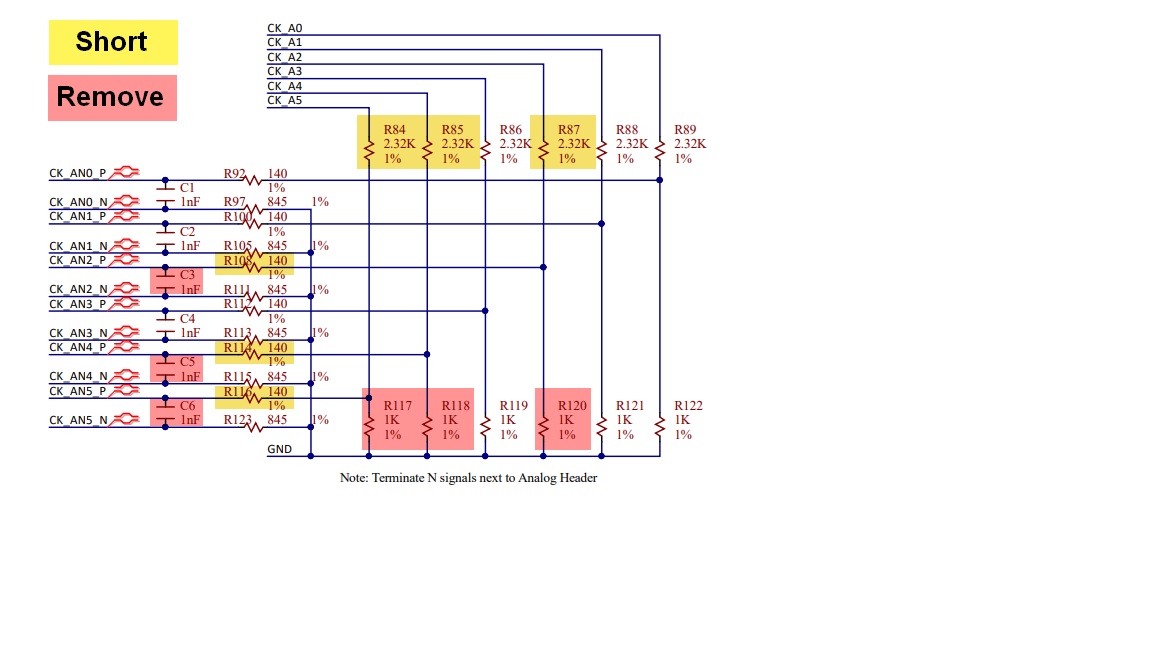 Short
Remove
CK_A0
CK_A1
CK_A2
CK_A3
CK_A4
CK_A5
R84 R85 R86 R87 R88 R89
2.32K 2.32K 2.32K 2.32K 2.32K 2.32K
1% 1% 1% 1% 1% 1%
CK_AN0_P R92 140
C1 1%
CK_AN0_N 1nF R97 845 1%
CK_AN1_P R100 140
C2 1%
CK_AN1_N 1nF R105 845 1%
CK_AN2_P R108 140
C3 1%
CK_AN2_N 1nF R111 845 1%
CK_AN3_P R112 140
C4 1%
CK_AN3_N 1nF R113 845 1%
CK_AN4_P R114 140
C5 1%
CK_AN4_N 1nF R115 845 1%
CK_AN5_P R116 140
C6 1%
CK_AN5_N 1nF R123 845 1%
R117 R118 R119 R120 R121 R122
1K 1K 1K 1K 1K 1K
1% 1% 1% 1% 1% 1%
GND
Note: Terminate N signals next to Analog Header